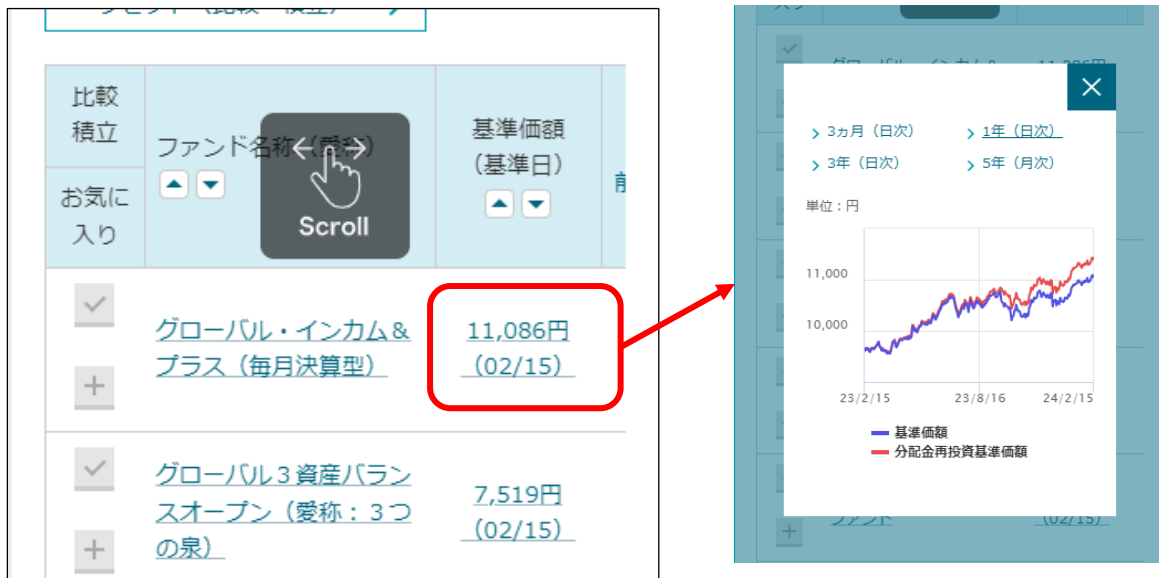 比較
積立
お気に
入り
ファンド名称（愛称）
Scroll
基準価額
（基準日）
前
グローバル・インカム＆
プラス（毎月決算型）
11,086円
（02/15）
グローバル３資産バラン
スオープン（愛称：３つ
の泉）
7,519円
（02/15）
入り
3ヵ月（日次）
1年（日次）
3年（日次）
5年（月次）
単位：円
11,000
10,000
23/2/15
23/8/16
24/2/15
基準価額
分配金再投資基準価額
ファンド
（02/15）